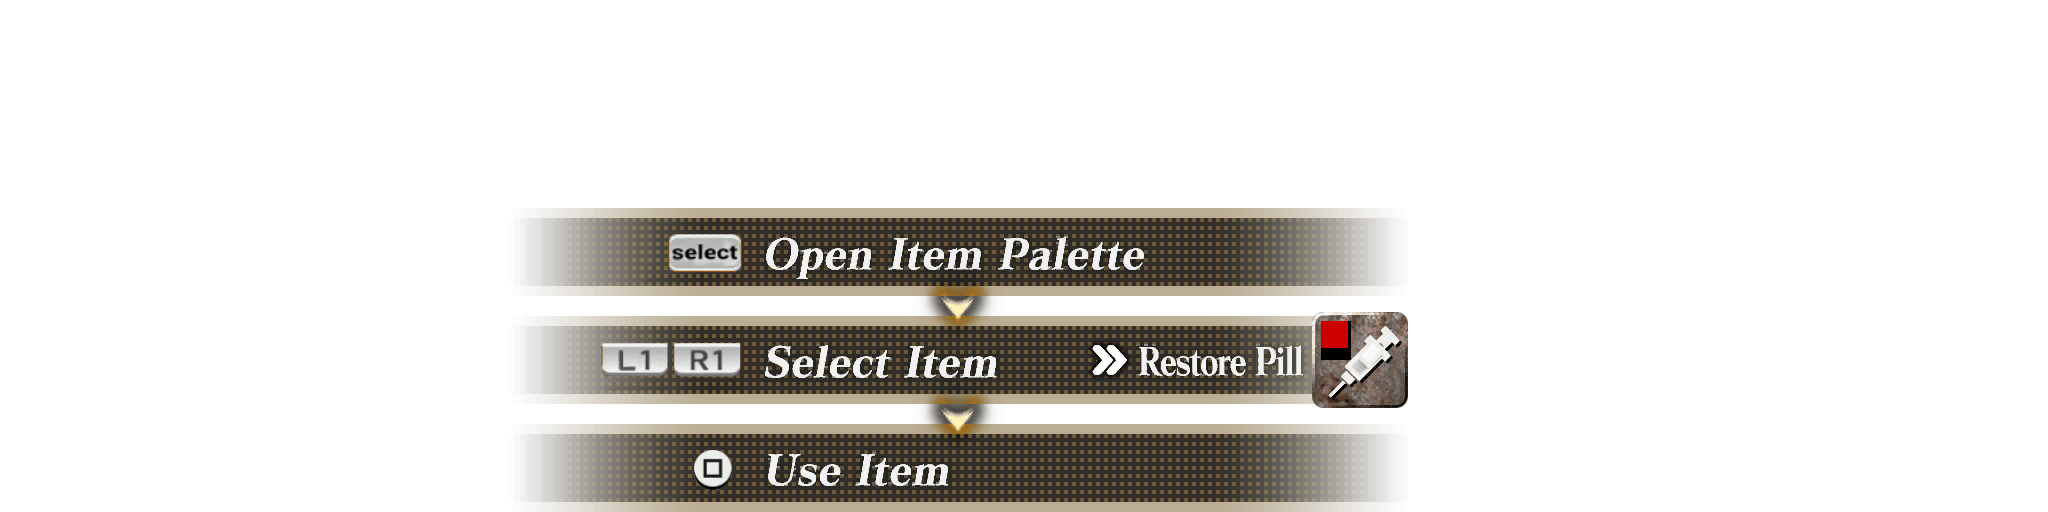 select Open Item Palette
L1 R1 Select Item Restore Pill
Use Item